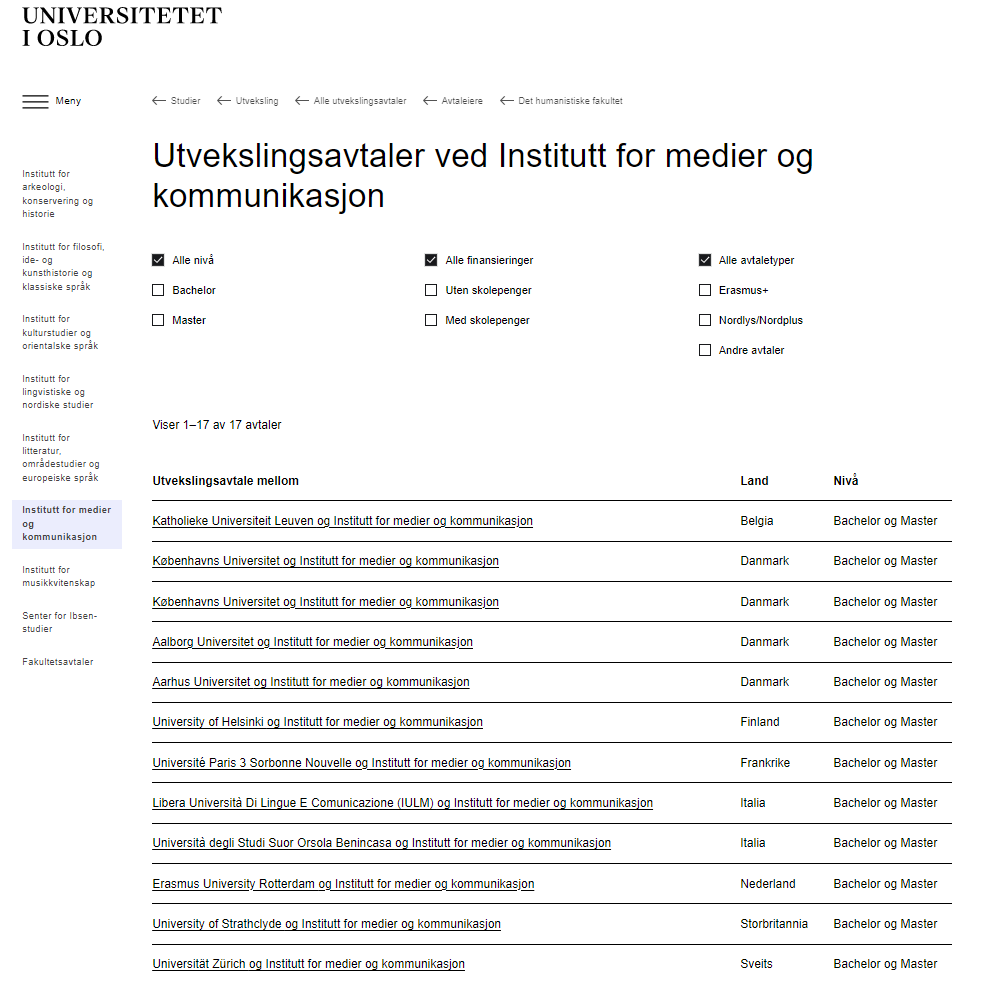 UNIVERSITETET
I OSLO
Meny
Studier
Utveksling
Alle utvekslingsavtaler
Avtaleiere
Det humanistiske fakultet
Institutt for
arkeologi,
konservering og
historie
Institutt for filosofi,
ide- og
kunsthistorie og
klassiske språk
Institutt for
kulturstudier og
orientalske språk
Institutt for
lingvistiske og
nordiske studier
Institutt for
litteratur,
områdestudier og
europeiske språk
Institutt for medier
og
kommunikasjon
Institutt for
musikkvitenskap
Senter for Ibsen-
studier
Fakultetsavtaler
Utvekslingsavtaler ved Institutt for medier og
kommunikasjon
Alle nivå
Bachelor
Master
Alle finansieringer
Uten skolepenger
Med skolepenger
Alle avtaletyper
Erasmus+
Nordlys/Nordplus
Andre avtaler
Viser 1–17 av 17 avtaler
Utvekslingsavtale mellom Land Nivå
Katholieke Universiteit Leuven og Institutt for medier og kommunikasjon Belgia Bachelor og Master
Københavns Universitet og Institutt for medier og kommunikasjon Danmark Bachelor og Master
Københavns Universitet og Institutt for medier og kommunikasjon Danmark Bachelor og Master
Aalborg Universitet og Institutt for medier og kommunikasjon Danmark Bachelor og Master
Aarhus Universitet og Institutt for medier og kommunikasjon Danmark Bachelor og Master
University of Helsinki og Institutt for medier og kommunikasjon Finland Bachelor og Master
Université Paris 3 Sorbonne Nouvelle og Institutt for medier og kommunikasjon Frankrike Bachelor og Master
Libera Università Di Lingue E Comunicazione (IULM) og Institutt for medier og kommunikasjon Italia Bachelor og Master
Università degli Studi Suor Orsola Benincasa og Institutt for medier og kommunikasjon Italia Bachelor og Master
Erasmus University Rotterdam og Institutt for medier og kommunikasjon Nederland Bachelor og Master
University of Strathclyde og Institutt for medier og kommunikasjon Storbritannia Bachelor og Master
Universität Zürich og Institutt for medier og kommunikasjon Sveits Bachelor og Master